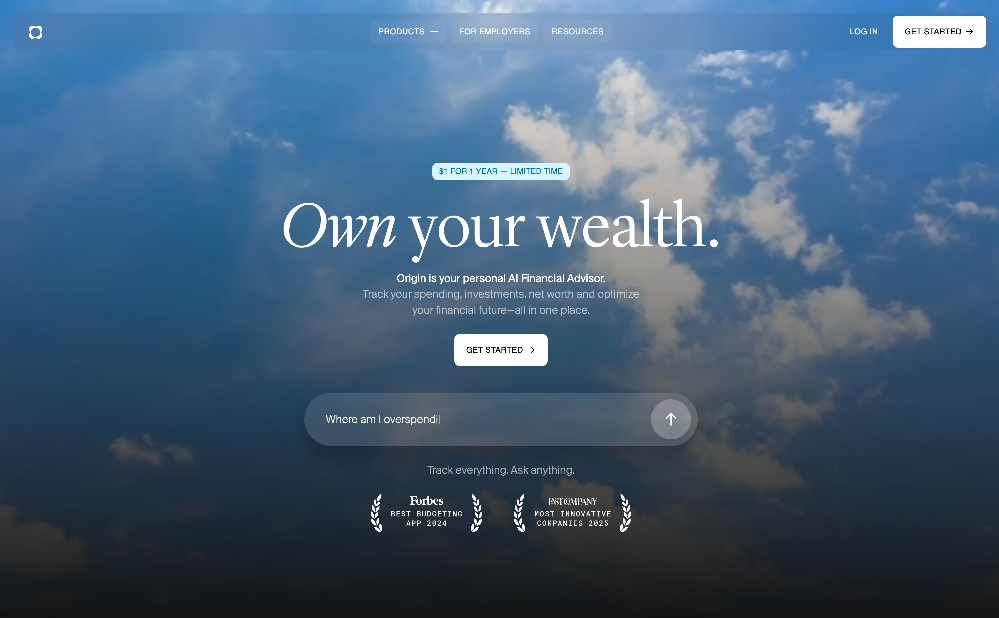 PRODUCTS —
FOR EMPLOYERS
RESOURCES
LOG IN
GET STARTED →
$1 FOR 1 YEAR — LIMITED TIME
Own your wealth.
Origin is your personal AI Financial Advisor.
Track your spending, investments, net worth and optimize
your financial future—all in one place.
GET STARTED >
Where am I overspendi
Track everything. Ask anything.
Forbes
BEST BUDGETING
APP 2024
FAST COMPANY
MOST INNOVATIVE
COMPANIES 2025